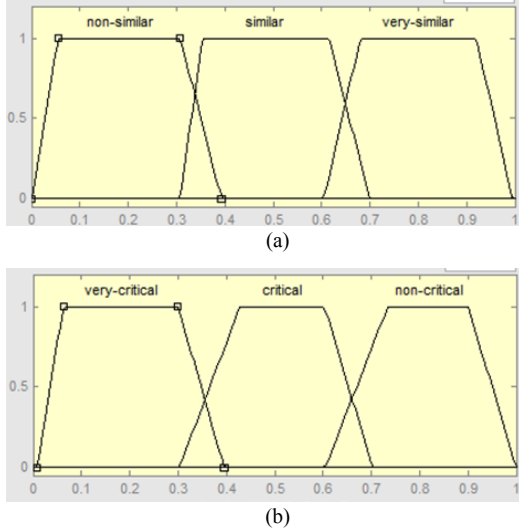 non-similar similar very-similar
1
0.5
0
0 0.1 0.2 0.3 0.4 0.5 0.6 0.7 0.8 0.9 1
(a)
very-critical critical non-critical
1
0.5
0
0 0.1 0.2 0.3 0.4 0.5 0.6 0.7 0.8 0.9 1
(b)